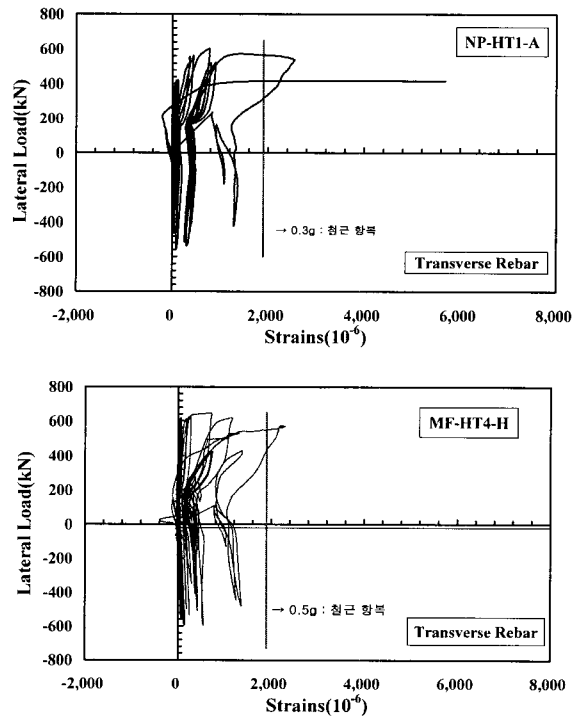 800
NP-HT1-A
600
400
200
0
-200
-400
-600
-800
Lateral Load(kN)
→ 0.3g : 철근 항복
Transverse Rebar
-2,000 0 2,000 4,000 6,000 8,000
Strains(10⁻⁶)
800
MF-HT4-H
600
400
200
0
-200
-400
-600
-800
Lateral Load(kN)
→ 0.5g : 철근 항복
Transverse Rebar
-2,000 0 2,000 4,000 6,000 8,000
Strains(10⁻⁶)